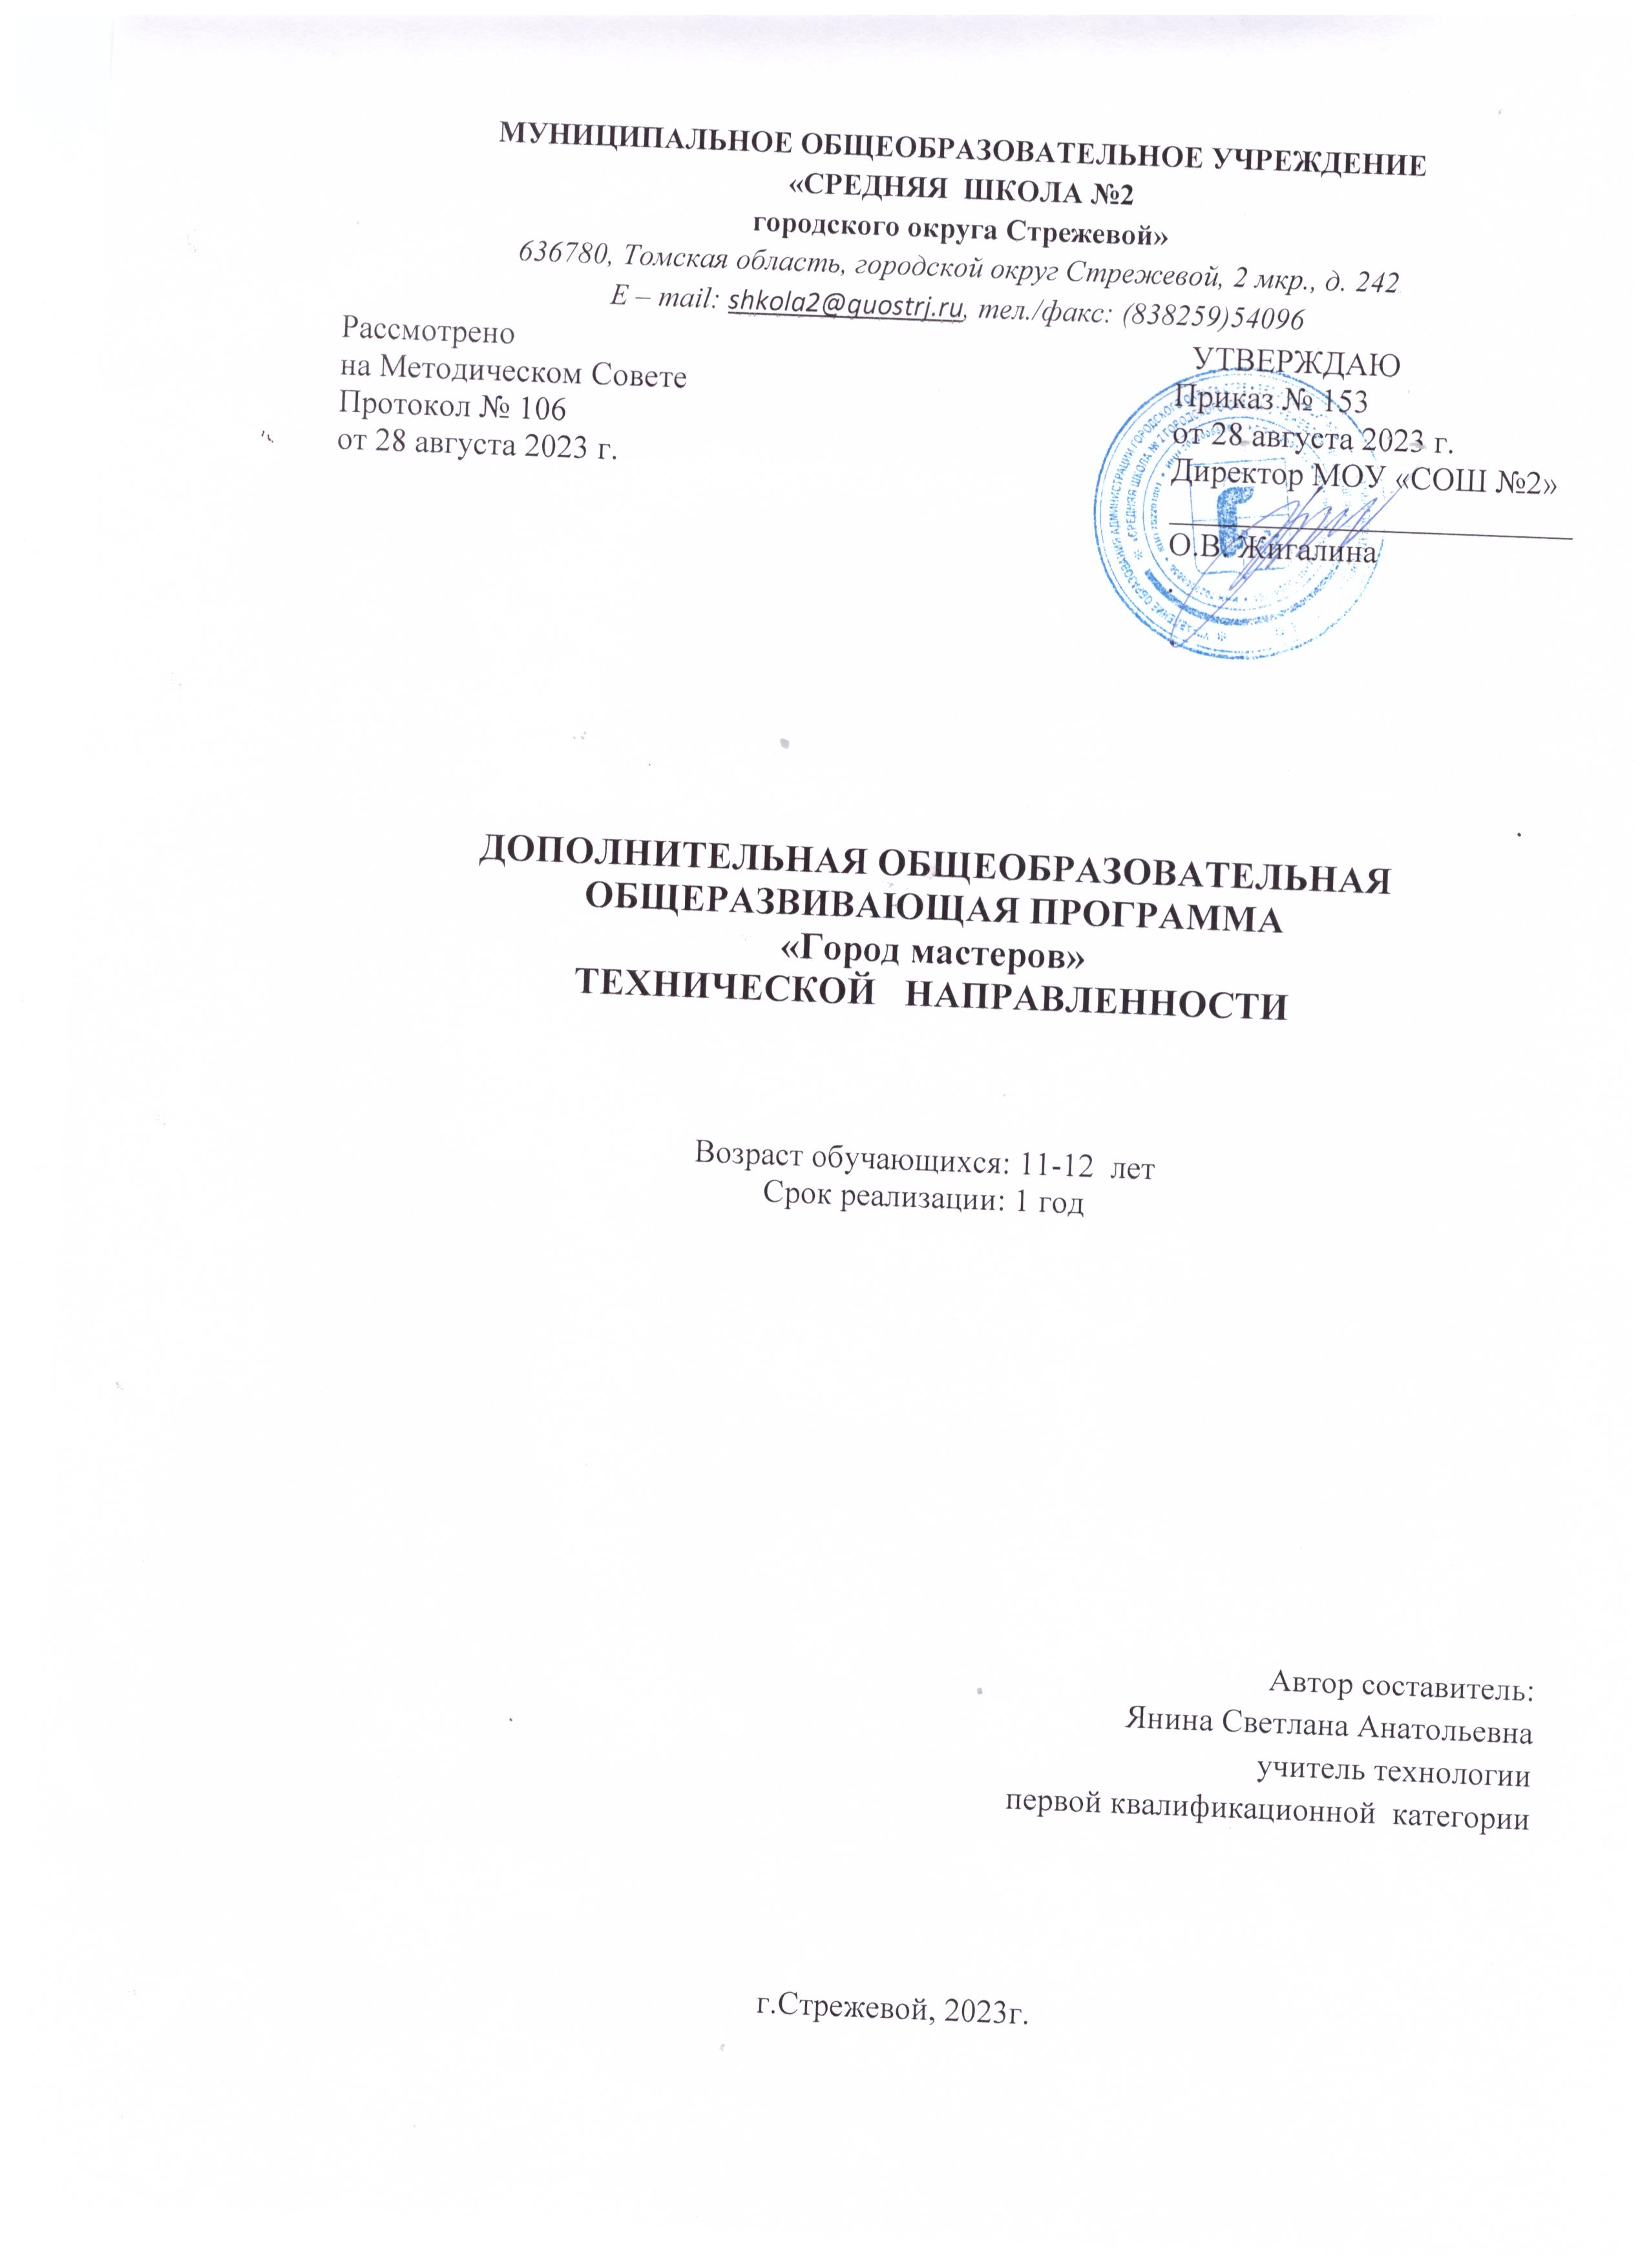 МУНИЦИПАЛЬНОЕ ОБЩЕОБРАЗОВАТЕЛЬНОЕ УЧРЕЖДЕНИЕ
«СРЕДНЯЯ ШКОЛА №2
городского округа Стрежевой»
636780, Томская область, городской округ Стрежевой, 2 мкр., д. 242
E – mail: shkola2@guostrj.ru, тел./факс: (838259)54096
Рассмотрено
на Методическом Совете
Протокол № 106
от 28 августа 2023 г.
УТВЕРЖДАЮ
Приказ № 153
от 28 августа 2023 г.
Директор МОУ «СОШ №2»
О.В. Жигалина
ДОПОЛНИТЕЛЬНАЯ ОБЩЕОБРАЗОВАТЕЛЬНАЯ
ОБЩЕРАЗВИВАЮЩАЯ ПРОГРАММА
«Город мастеров»
ТЕХНИЧЕСКОЙ НАПРАВЛЕННОСТИ
Возраст обучающихся: 11-12 лет
Срок реализации: 1 год
Автор составитель:
Янина Светлана Анатольевна
учитель технологии
первой квалификационной категории
г.Стрежевой, 2023г.